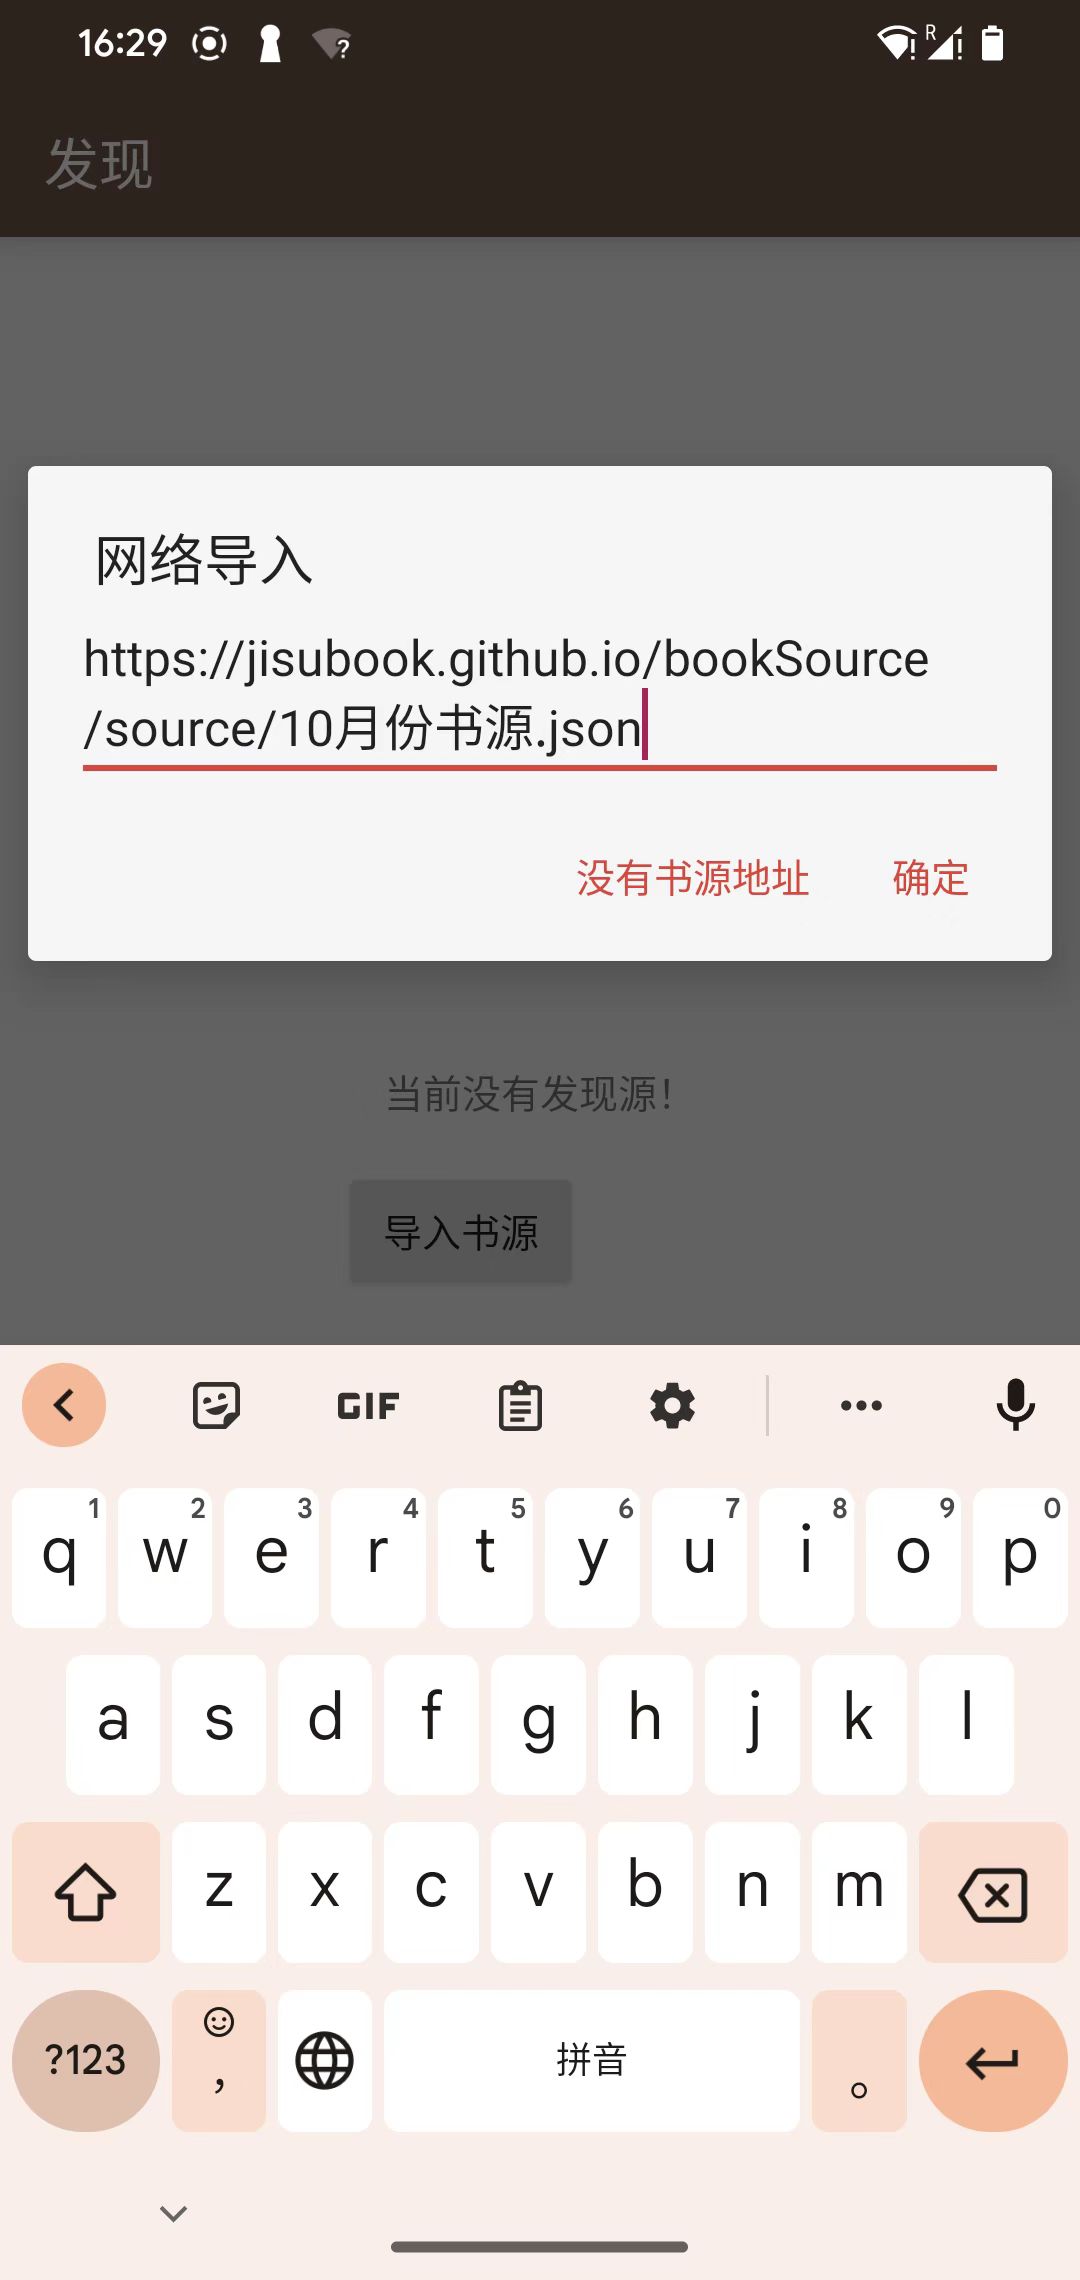 16:29
R
发现
网络导入
https://jisubook.github.io/bookSource
/source/10月份书源.json
没有书源地址 确定
当前没有发现源!
导入书源
GIF
1 2 3 4 5 6 7 8 9 0
q w e r t y u i o p
a s d f g h j k l
z x c v b n m
?123 , 拼音 。